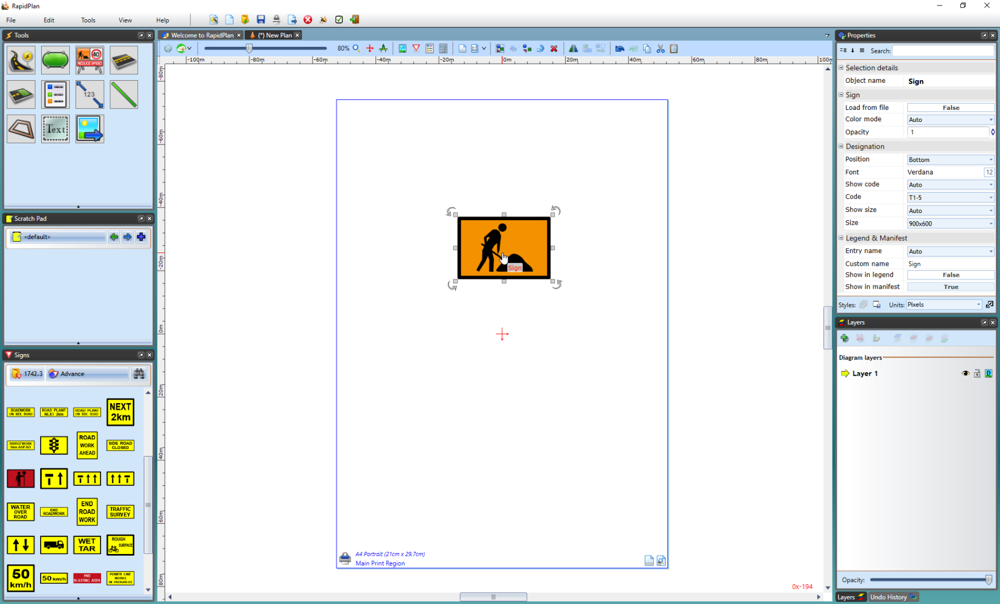 RapidPlan
File Edit Tools View Help
Tools
40
REDUCE SPEED
123
Text
Scratch Pad
<default>
Signs
1742.3 Advance
ROADWORK
ON SIDE ROAD
ROAD PLANT
NEXT 2km
ROAD PLANT
ON SIDE ROAD
NEXT
2km
BRIDGEWORK
1km AHEAD
ROAD
WORK
AHEAD
SIDE ROAD
CLOSED
WATER
OVER
ROAD
END
ROADWORK
END
ROAD
WORK
TRAFFIC
SURVEY
WET
TAR
ROUGH
SURFACE
50
km/h
50 km/h
END
BLASTING AREA
POWER LINE
WORKS
IN PROGRESS
Welcome to RapidPlan
(*) New Plan
80%
-100m -80m -60m -40m -20m 0m 20m 40m 60m 80m 100m
-80m
-60m
-40m
-20m
0m
20m
40m
60m
80m
Sign
A4 Portrait (21cm x 29.7cm)
Main Print Region
0x-194
Properties
Search:
Selection details
Object name Sign
Sign
Load from file False
Color mode Auto
Opacity 1
Designation
Position Bottom
Font Verdana 12
Show code Auto
Code T1-5
Show size Auto
Size 900x600
Legend & Manifest
Entry name Auto
Custom name Sign
Show in legend False
Show in manifest True
Styles: Units: Pixels
Layers
Diagram layers
Layer 1
D
Opacity:
Layers Undo History